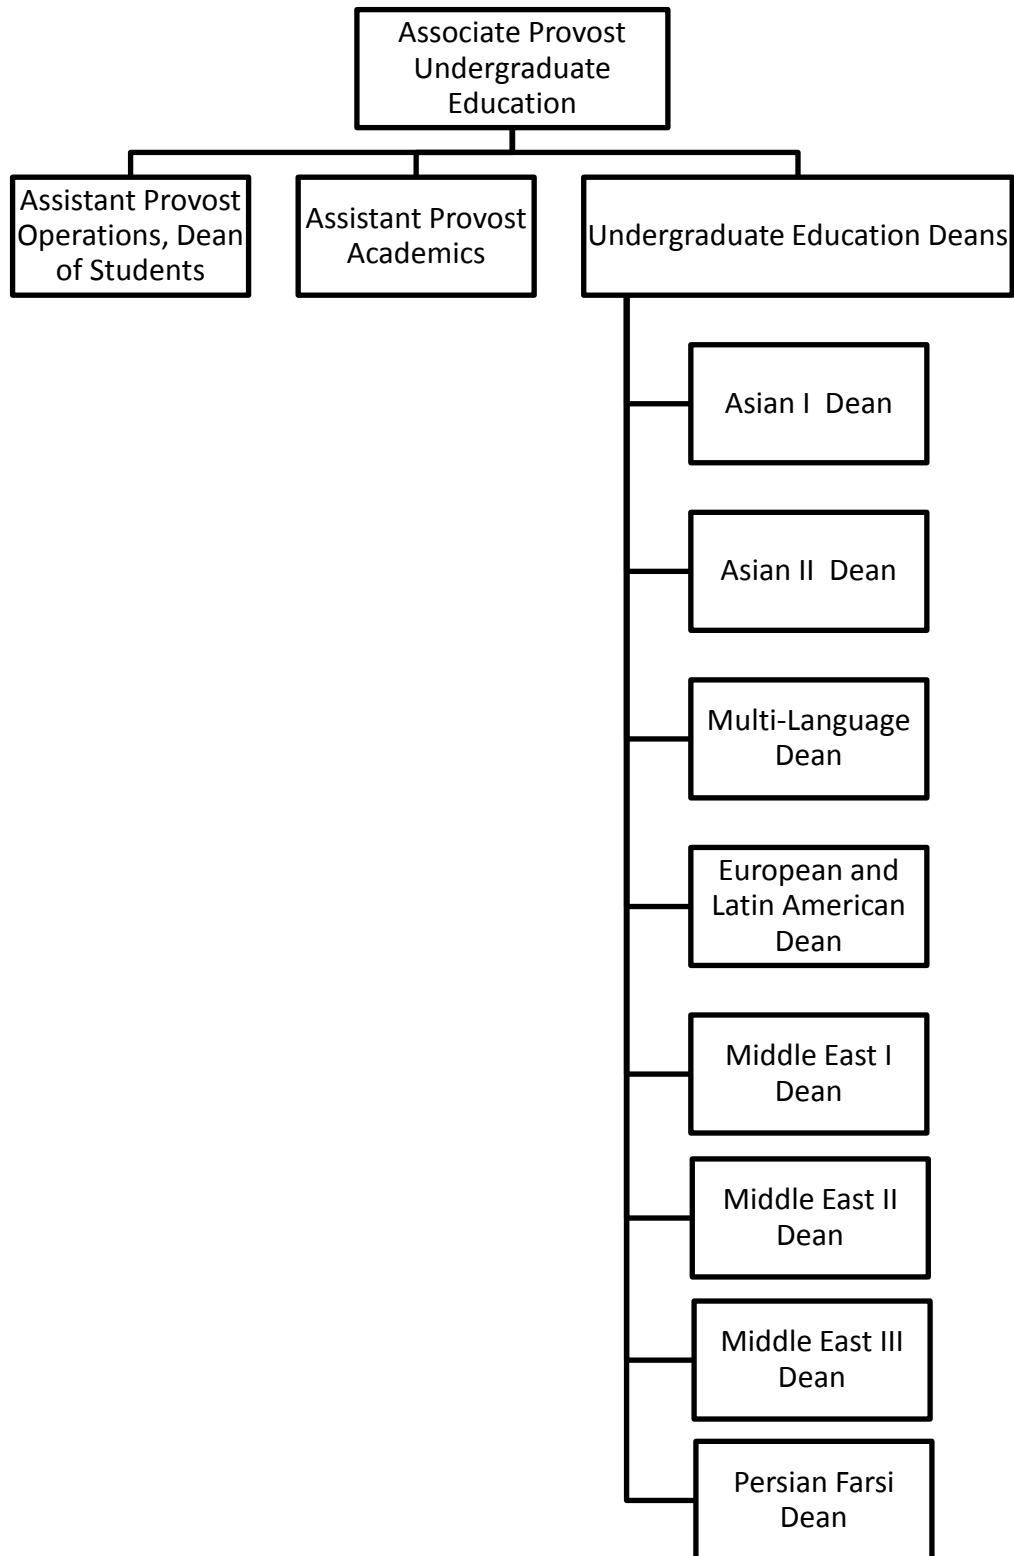 Associate Provost
Undergraduate
Education
Assistant Provost
Operations, Dean
of Students
Assistant Provost
Academics
Undergraduate Education Deans
Asian I  Dean
Asian II  Dean
Multi-Language
Dean
European and
Latin American
Dean
Middle East I
Dean
Middle East II
Dean
Middle East III
Dean
Persian Farsi
Dean